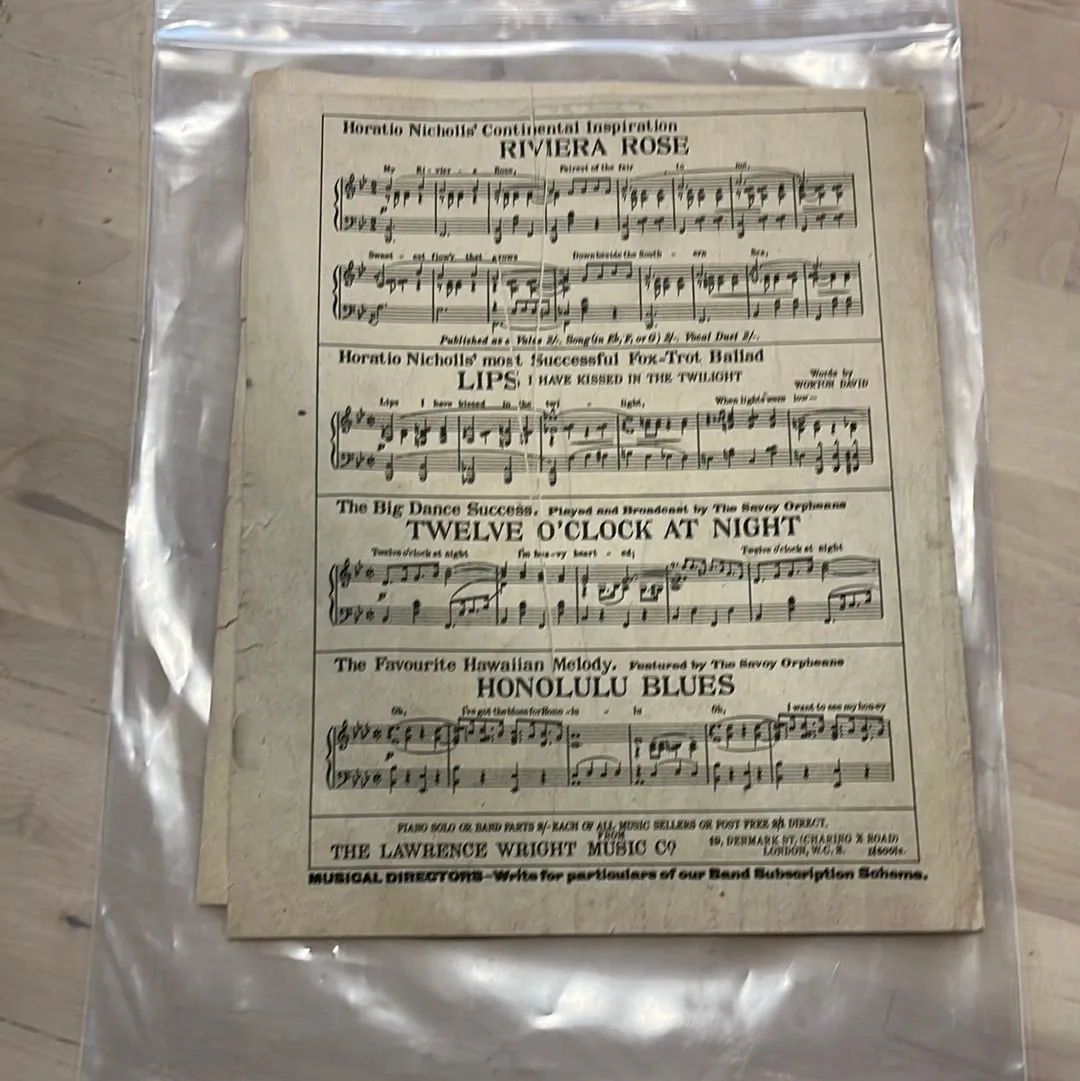 Horatio Nicholls' Continental Inspiration
RIVIERA ROSE
My Ri - vier - a Rose, Fairest of the fair to me,
Sweet - est flow'r that grows Down beside the South - ern Sea;
Published as a Valse 2/-, Song (in Eb, F, or G) 2/-, Vocal Duet 2/-.
Horatio Nicholls' most Successful Fox-Trot Ballad
LIPS I HAVE KISSED IN THE TWILIGHT
Words by
WORTON DAVID
Lips I have kissed in the twi - light, When lights were low—
The Big Dance Success. Played and Broadcast by The Savoy Orpheans
TWELVE O'CLOCK AT NIGHT
Twelve o'clock at night I'm hea-vy heart - ed; Twelve o'clock at night
The Favourite Hawaiian Melody. Featured by The Savoy Orpheans
HONOLULU BLUES
Oh, I've got the blues for Hono - lu - lu Oh, I want to see my honey
PIANO SOLO OR BAND PARTS 2/- EACH OF ALL MUSIC SELLERS OR POST FREE DIRECT.
FROM
THE LAWRENCE WRIGHT MUSIC Co
19, DENMARK ST. (CHARING X ROAD)
LONDON, W.C. 2.
MUSICAL DIRECTORS—Write for particulars of our Band Subscription Scheme.